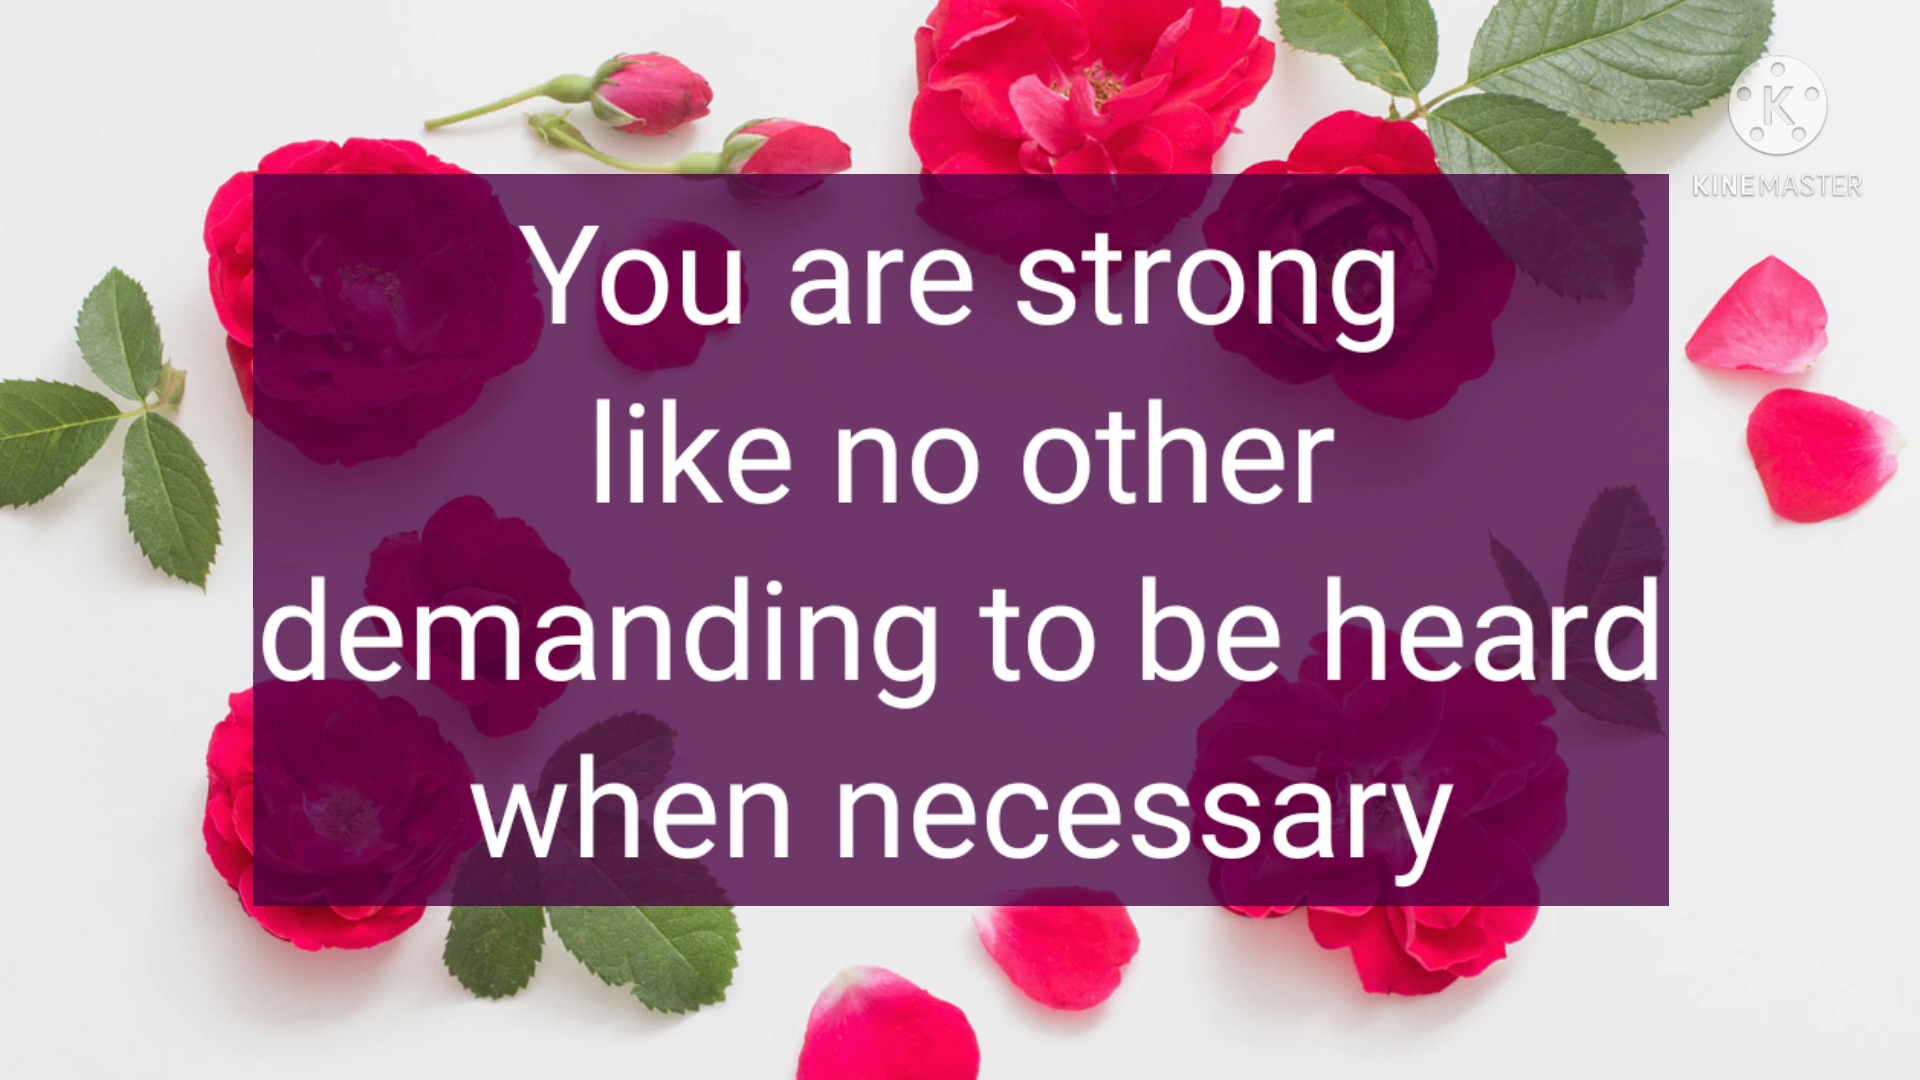 K
KINEMASTER
You are strong
like no other
demanding to be heard
when necessary